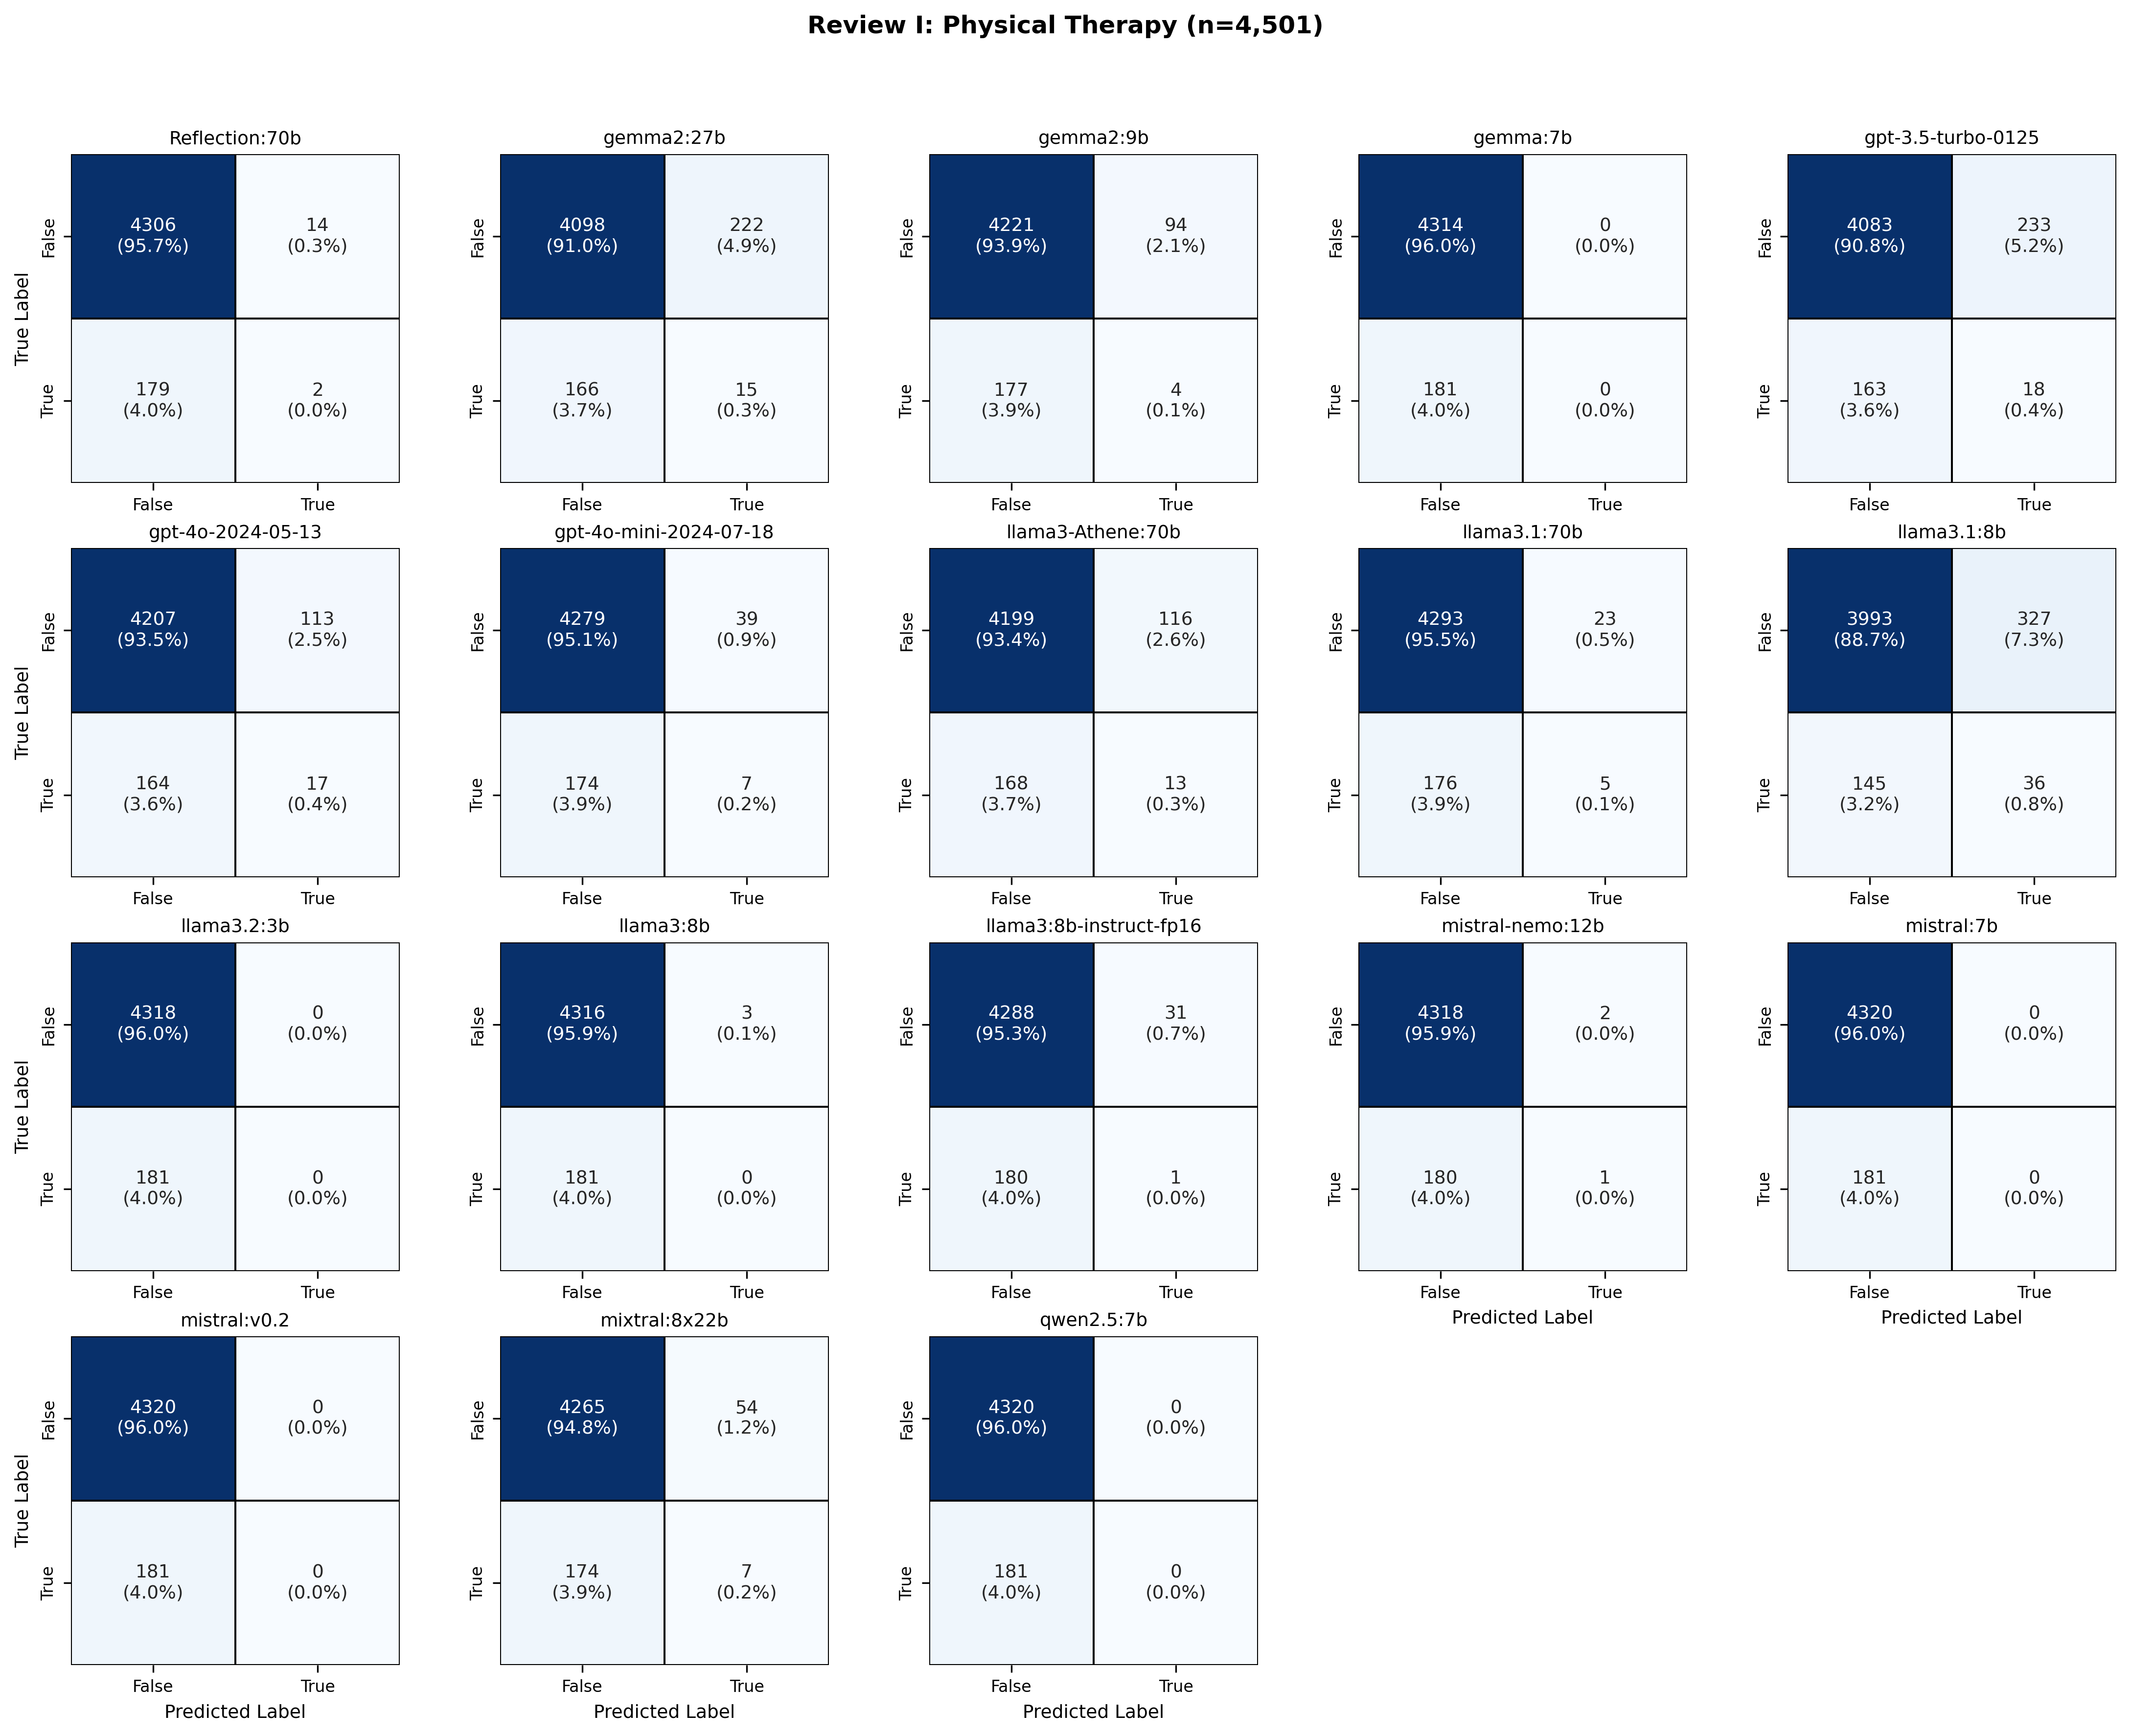 Review I: Physical Therapy (n=4,501)
Reflection:70b
True Label
False
4306
(95.7%)
14
(0.3%)
True
179
(4.0%)
2
(0.0%)
False
True
gemma2:27b
False
4098
(91.0%)
222
(4.9%)
True
166
(3.7%)
15
(0.3%)
False
True
gemma2:9b
False
4221
(93.9%)
94
(2.1%)
True
177
(3.9%)
4
(0.1%)
False
True
gemma:7b
False
4314
(96.0%)
0
(0.0%)
True
181
(4.0%)
0
(0.0%)
False
True
gpt-3.5-turbo-0125
False
4083
(90.8%)
233
(5.2%)
True
163
(3.6%)
18
(0.4%)
False
True
gpt-4o-2024-05-13
True Label
False
4207
(93.5%)
113
(2.5%)
True
164
(3.6%)
17
(0.4%)
False
True
gpt-4o-mini-2024-07-18
False
4279
(95.1%)
39
(0.9%)
True
174
(3.9%)
7
(0.2%)
False
True
llama3-Athene:70b
False
4199
(93.4%)
116
(2.6%)
True
168
(3.7%)
13
(0.3%)
False
True
llama3.1:70b
False
4293
(95.5%)
23
(0.5%)
True
176
(3.9%)
5
(0.1%)
False
True
llama3.1:8b
False
3993
(88.7%)
327
(7.3%)
True
145
(3.2%)
36
(0.8%)
False
True
llama3.2:3b
True Label
False
4318
(96.0%)
0
(0.0%)
True
181
(4.0%)
0
(0.0%)
False
True
llama3:8b
False
4316
(95.9%)
3
(0.1%)
True
181
(4.0%)
0
(0.0%)
False
True
llama3:8b-instruct-fp16
False
4288
(95.3%)
31
(0.7%)
True
180
(4.0%)
1
(0.0%)
False
True
mistral-nemo:12b
False
4318
(95.9%)
2
(0.0%)
True
180
(4.0%)
1
(0.0%)
False
True
Predicted Label
mistral:7b
False
4320
(96.0%)
0
(0.0%)
True
181
(4.0%)
0
(0.0%)
False
True
Predicted Label
mistral:v0.2
True Label
False
4320
(96.0%)
0
(0.0%)
True
181
(4.0%)
0
(0.0%)
False
True
Predicted Label
mixtral:8x22b
False
4265
(94.8%)
54
(1.2%)
True
174
(3.9%)
7
(0.2%)
False
True
Predicted Label
qwen2.5:7b
False
4320
(96.0%)
0
(0.0%)
True
181
(4.0%)
0
(0.0%)
False
True
Predicted Label